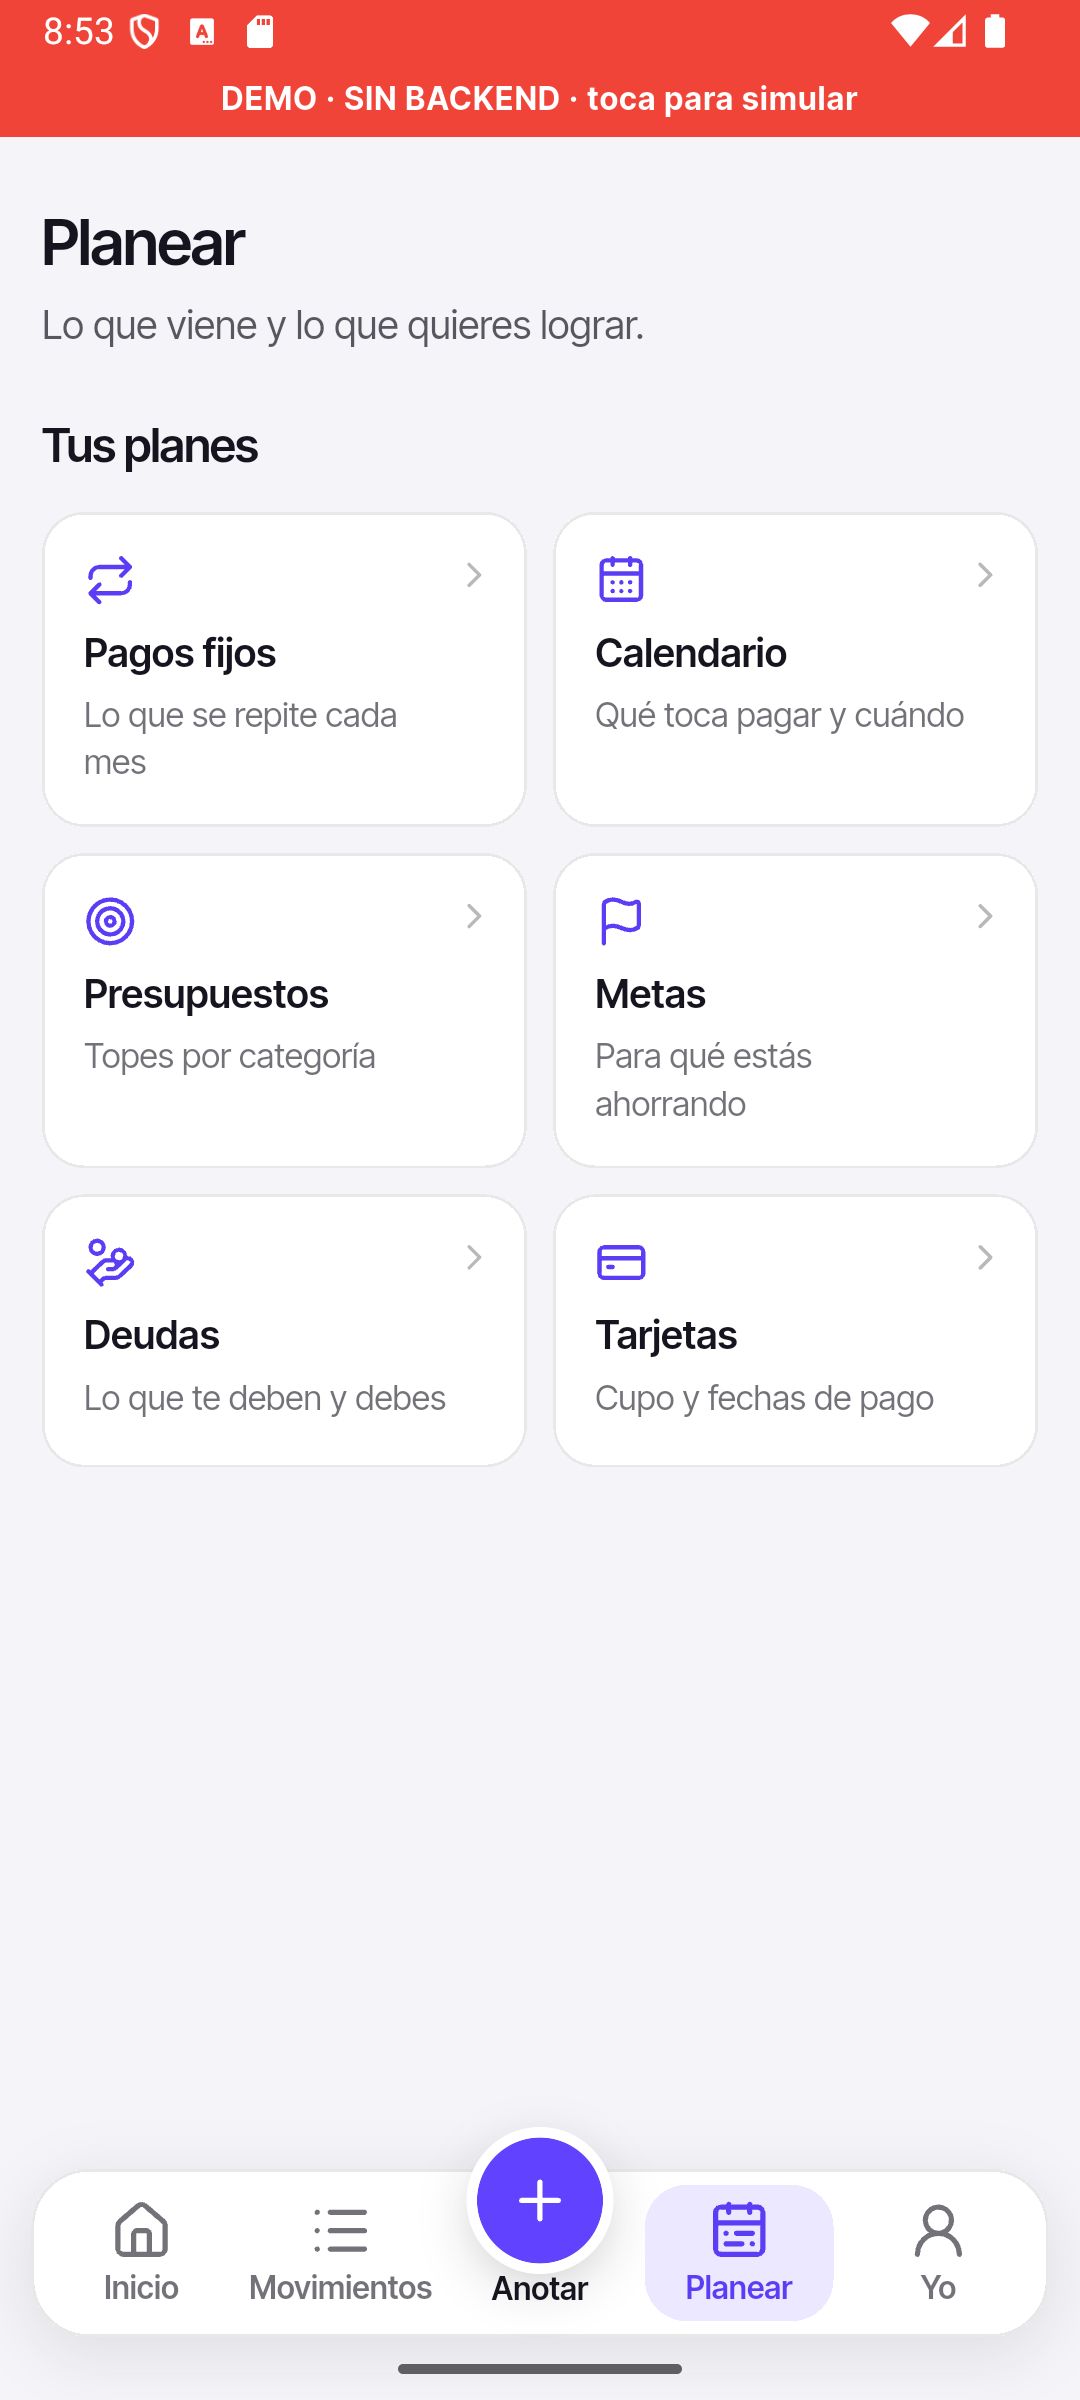 8:53
DEMO · SIN BACKEND · toca para simular
Planear
Lo que viene y lo que quieres lograr.
Tus planes
Pagos fijos
Lo que se repite cada
mes
Calendario
Qué toca pagar y cuándo
Presupuestos
Topes por categoría
Metas
Para qué estás
ahorrando
Deudas
Lo que te deben y debes
Tarjetas
Cupo y fechas de pago
Inicio
Movimientos
Anotar
Planear
Yo